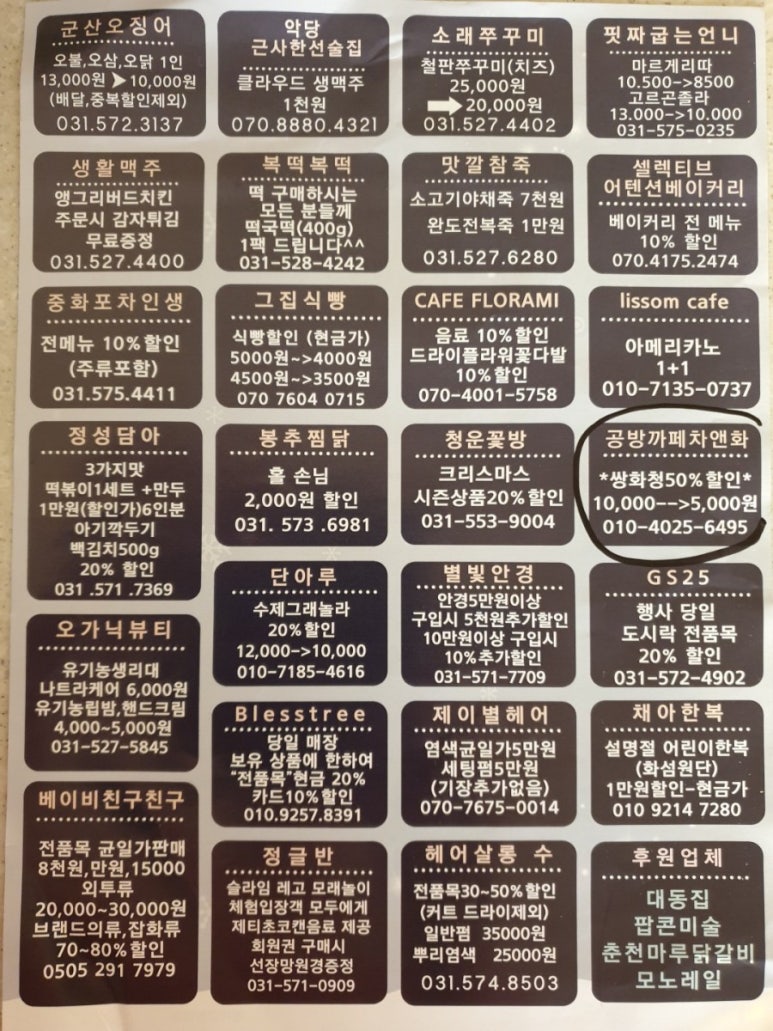 군산오징어
오불,오삼,오닭 1인
13,000원 ➤ 10,000원
(배달,중복할인제외)
031.572.3137
악당
근사한선술집
클라우드 생맥주
1천원
070.8880.4321
소래쭈꾸미
철판쭈꾸미(치즈)
25,000원
➡ 20,000원
031.527.4402
핏짜굽는언니
마르게리따
10.500->8500
고르곤졸라
13.000->10.000
031-575-0235
생활맥주
앵그리버드치킨
주문시 감자튀김
무료증정
031.527.4400
복떡복떡
떡 구매하시는
모든 분들께
떡국떡(400g)
1팩 드립니다^^
031-528-4242
맛깔참죽
소고기야채죽 7천원
완도전복죽 1만원
031.527.6280
셀렉티브
어텐션베이커리
베이커리 전 메뉴
10% 할인
070.4175.2474
중화포차인생
전메뉴 10%할인
(주류포함)
031.575.4411
그집식빵
식빵할인 (현금가)
5000원~>4000원
4500원~>3500원
070 7604 0715
CAFE FLORAMI
음료 10%할인
드라이플라워꽃다발
10%할인
070-4001-5758
lissom cafe
아메리카노
1+1
010-7135-0737
정성담아
3가지맛
떡볶이1세트 +만두
1만원(할인가)6인분
아기깍두기
백김치500g
20% 할인
031 .571 .7369
봉추찜닭
홀 손님
2,000원 할인
031. 573 .6981
청운꽃방
크리스마스
시즌상품20%할인
031-553-9004
공방까페차앤화
*쌍화청50%할인*
10,000-->5,000원
010-4025-6495
단아루
수제그래놀라
20%할인
12,000->10,000
010-7185-4616
별빛안경
안경5만원이상
구입시 5천원추가할인
10만원이상 구입시
10%추가할인
031-571-7709
GS25
행사 당일
도시락 전품목
20% 할인
031-572-4902
오가닉뷰티
유기농생리대
나트라케어 6,000원
유기농립밤,핸드크림
4,000~5,000원
031-527-5845
Blesstree
당일 매장
보유 상품에 한하여
"전품목"현금 20%
카드10%할인
010.9257.8391
제이별헤어
염색균일가5만원
세팅펌5만원
(기장추가없음)
070-7675-0014
채아한복
설명절 어린이한복
(화섬원단)
1만원할인-현금가
010 9214 7280
베이비친구친구
전품목 균일가판매
8천원,만원,15000
외투류
20,000~30,000원
브랜드의류,잡화류
70~80%할인
0505 291 7979
정글반
슬라임 레고 모래놀이
체험입장객 모두에게
제티초코캔음료 제공
회원권 구매시
선장망원경증정
031-571-0909
헤어살롱 수
전품목30~50%할인
(커트 드라이제외)
일반펌 35000원
뿌리염색 25000원
031.574.8503
후원업체
대동집
팝콘미술
춘천마루닭갈비
모노레일